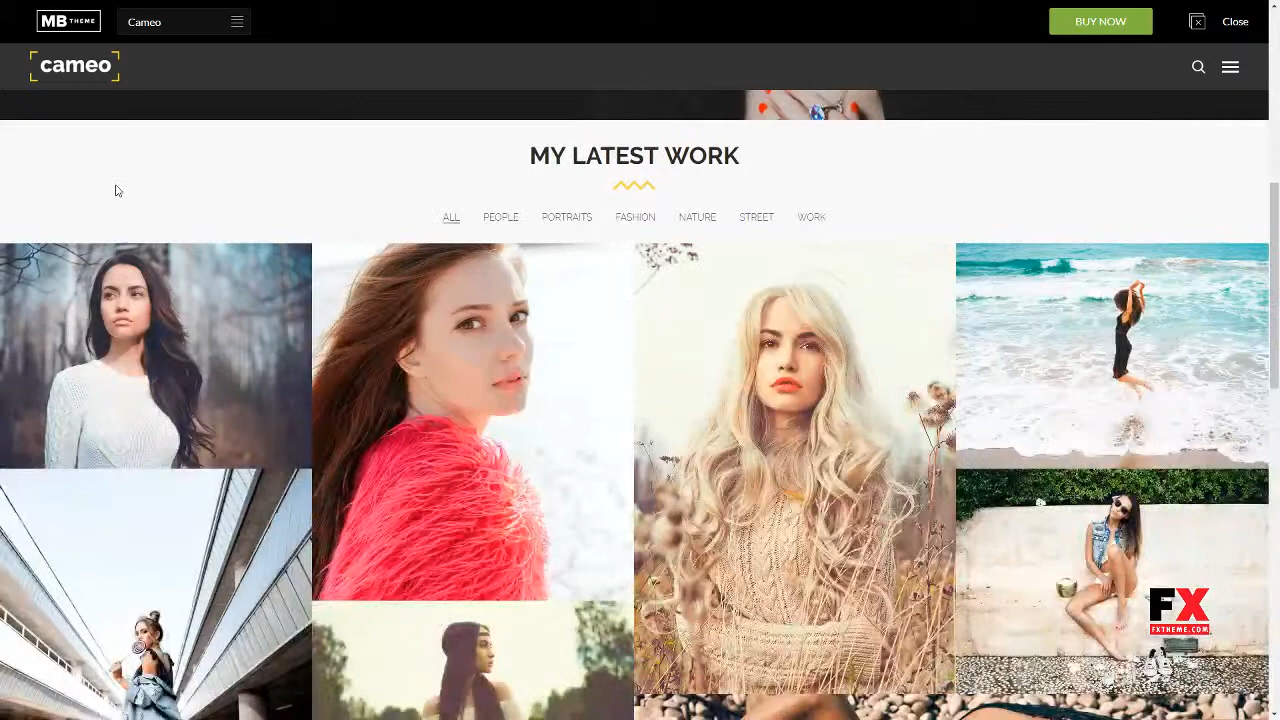 MB THEME
Cameo
BUY NOW
Close
cameo
MY LATEST WORK
ALL PEOPLE PORTRAITS FASHION NATURE STREET WORK
FX
FXTHEME.COM